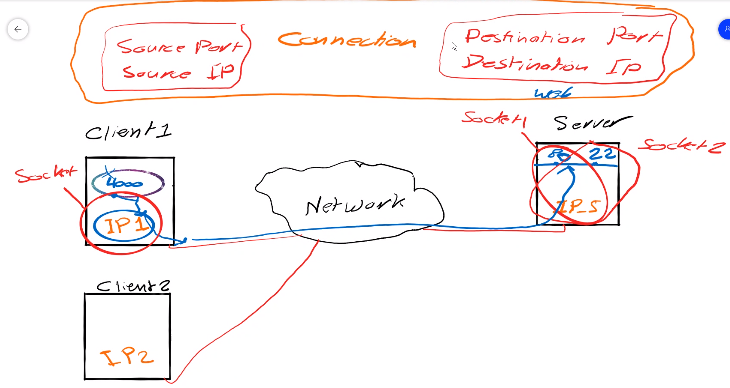 Source Port
Source IP
Connection
Destination Port
Destination IP
web
Client1
Socket1
Server
Socket
4000
IP1
Network
80
22
Socket2
IP_S
Client2
IP2